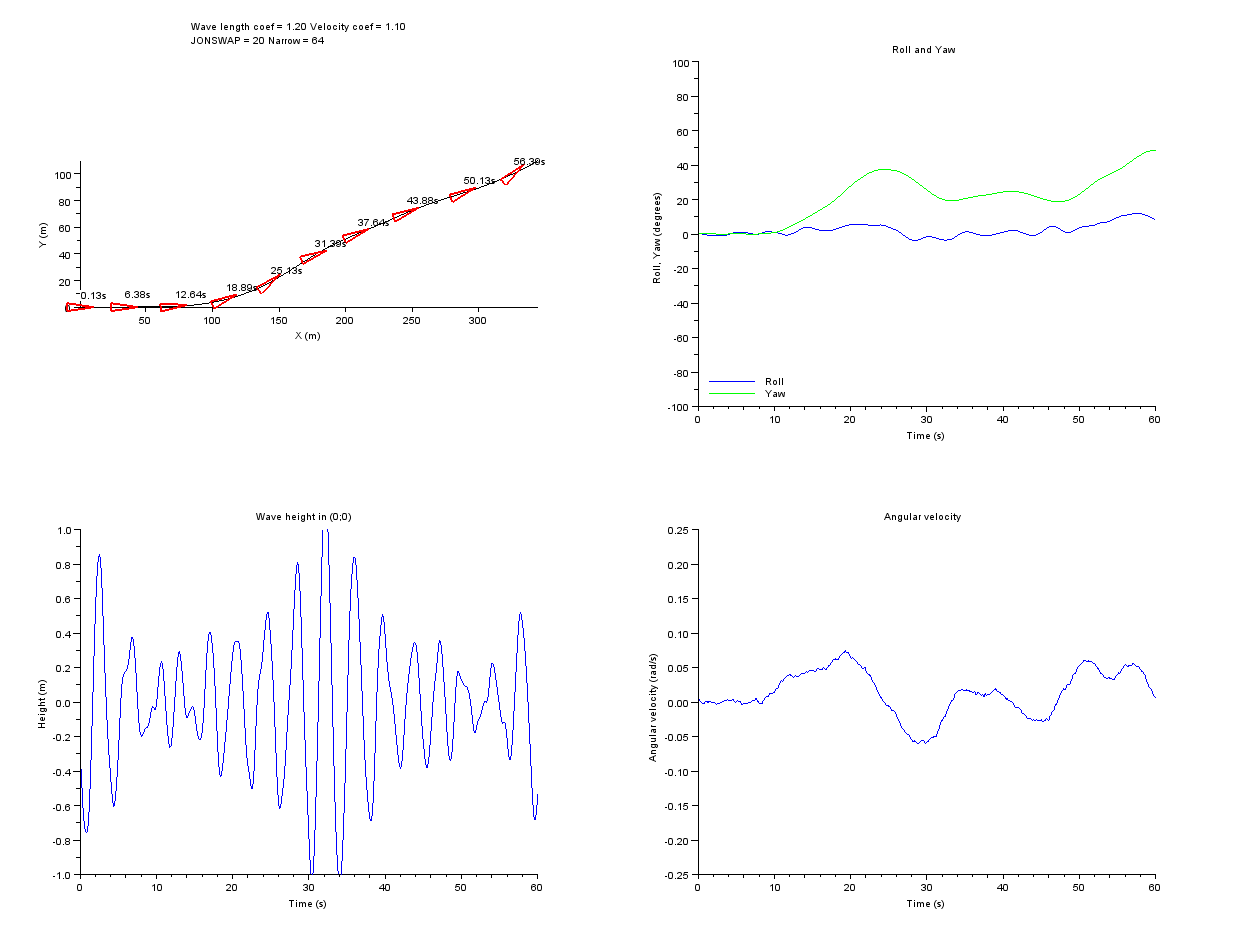 Wave length coef = 1.20 Velocity coef = 1.10
JONSWAP = 20 Narrow = 64
100
80
60
40
20
0
Y (m)
50
100
150
200
250
300
X (m)
0.13s
6.38s
12.64s
18.89s
25.13s
31.39s
37.64s
43.88s
50.13s
56.39s
Roll and Yaw
100
80
60
40
20
0
-20
-40
-60
-80
-100
Roll, Yaw (degrees)
Roll
Yaw
0
10
20
30
40
50
60
Time (s)
Wave height in (0;0)
1.0
0.8
0.6
0.4
0.2
0.0
-0.2
-0.4
-0.6
-0.8
-1.0
Height (m)
0
10
20
30
40
50
60
Time (s)
Angular velocity
0.25
0.20
0.15
0.10
0.05
0.00
-0.05
-0.10
-0.15
-0.20
-0.25
Angular velocity (rad/s)
0
10
20
30
40
50
60
Time (s)